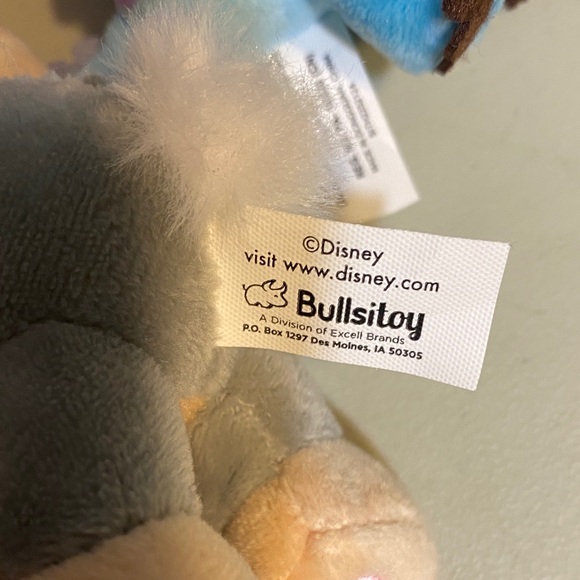 ©Disney
visit www.disney.com
Bullsitoy
A Division of Excell Brands
P.O. Box 1297 Des Moines, IA 50305